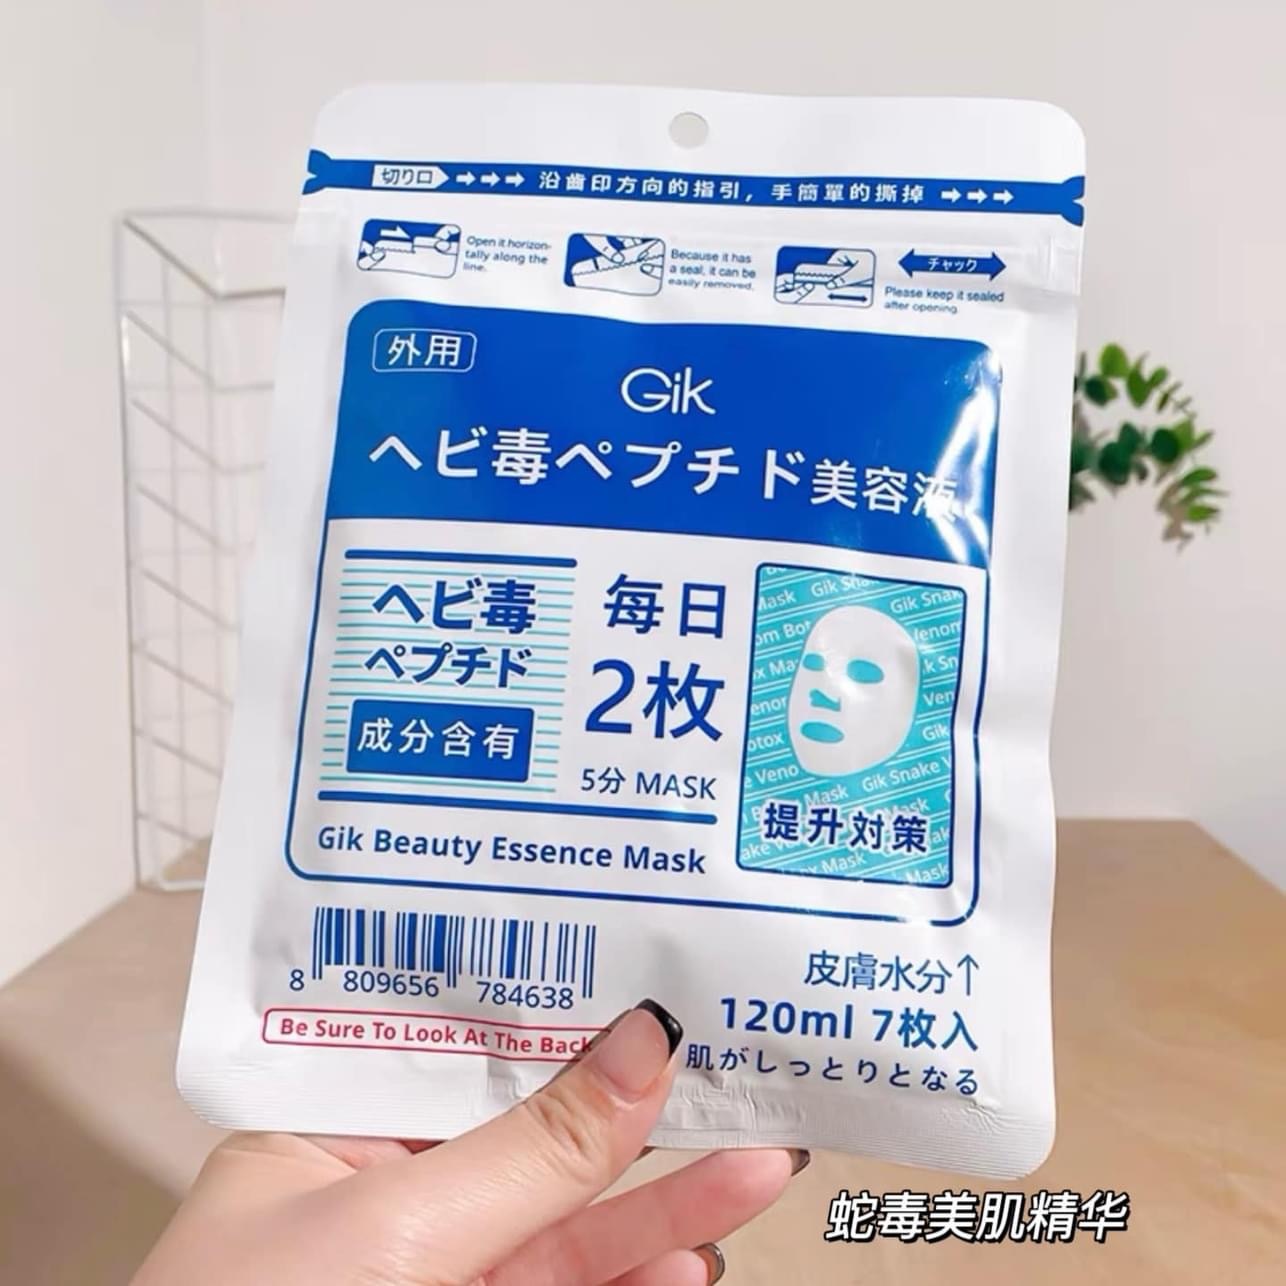 切り口 沿齒印方向的指引，手簡單的撕掉
Open it horizon-
tally along the
line.
Because it has
a seal, it can be
easily removed.
チャック
Please keep it sealed
after opening.
外用
Gik
ヘビ毒ペプチド美容液
ヘビ毒
ペプチド
成分含有
毎日
2枚
5分 MASK
提升対策
Gik Beauty Essence Mask
8 809656 784638
Be Sure To Look At The Back
皮膚水分↑
120ml 7枚入
肌がしっとりとなる
蛇毒美肌精华